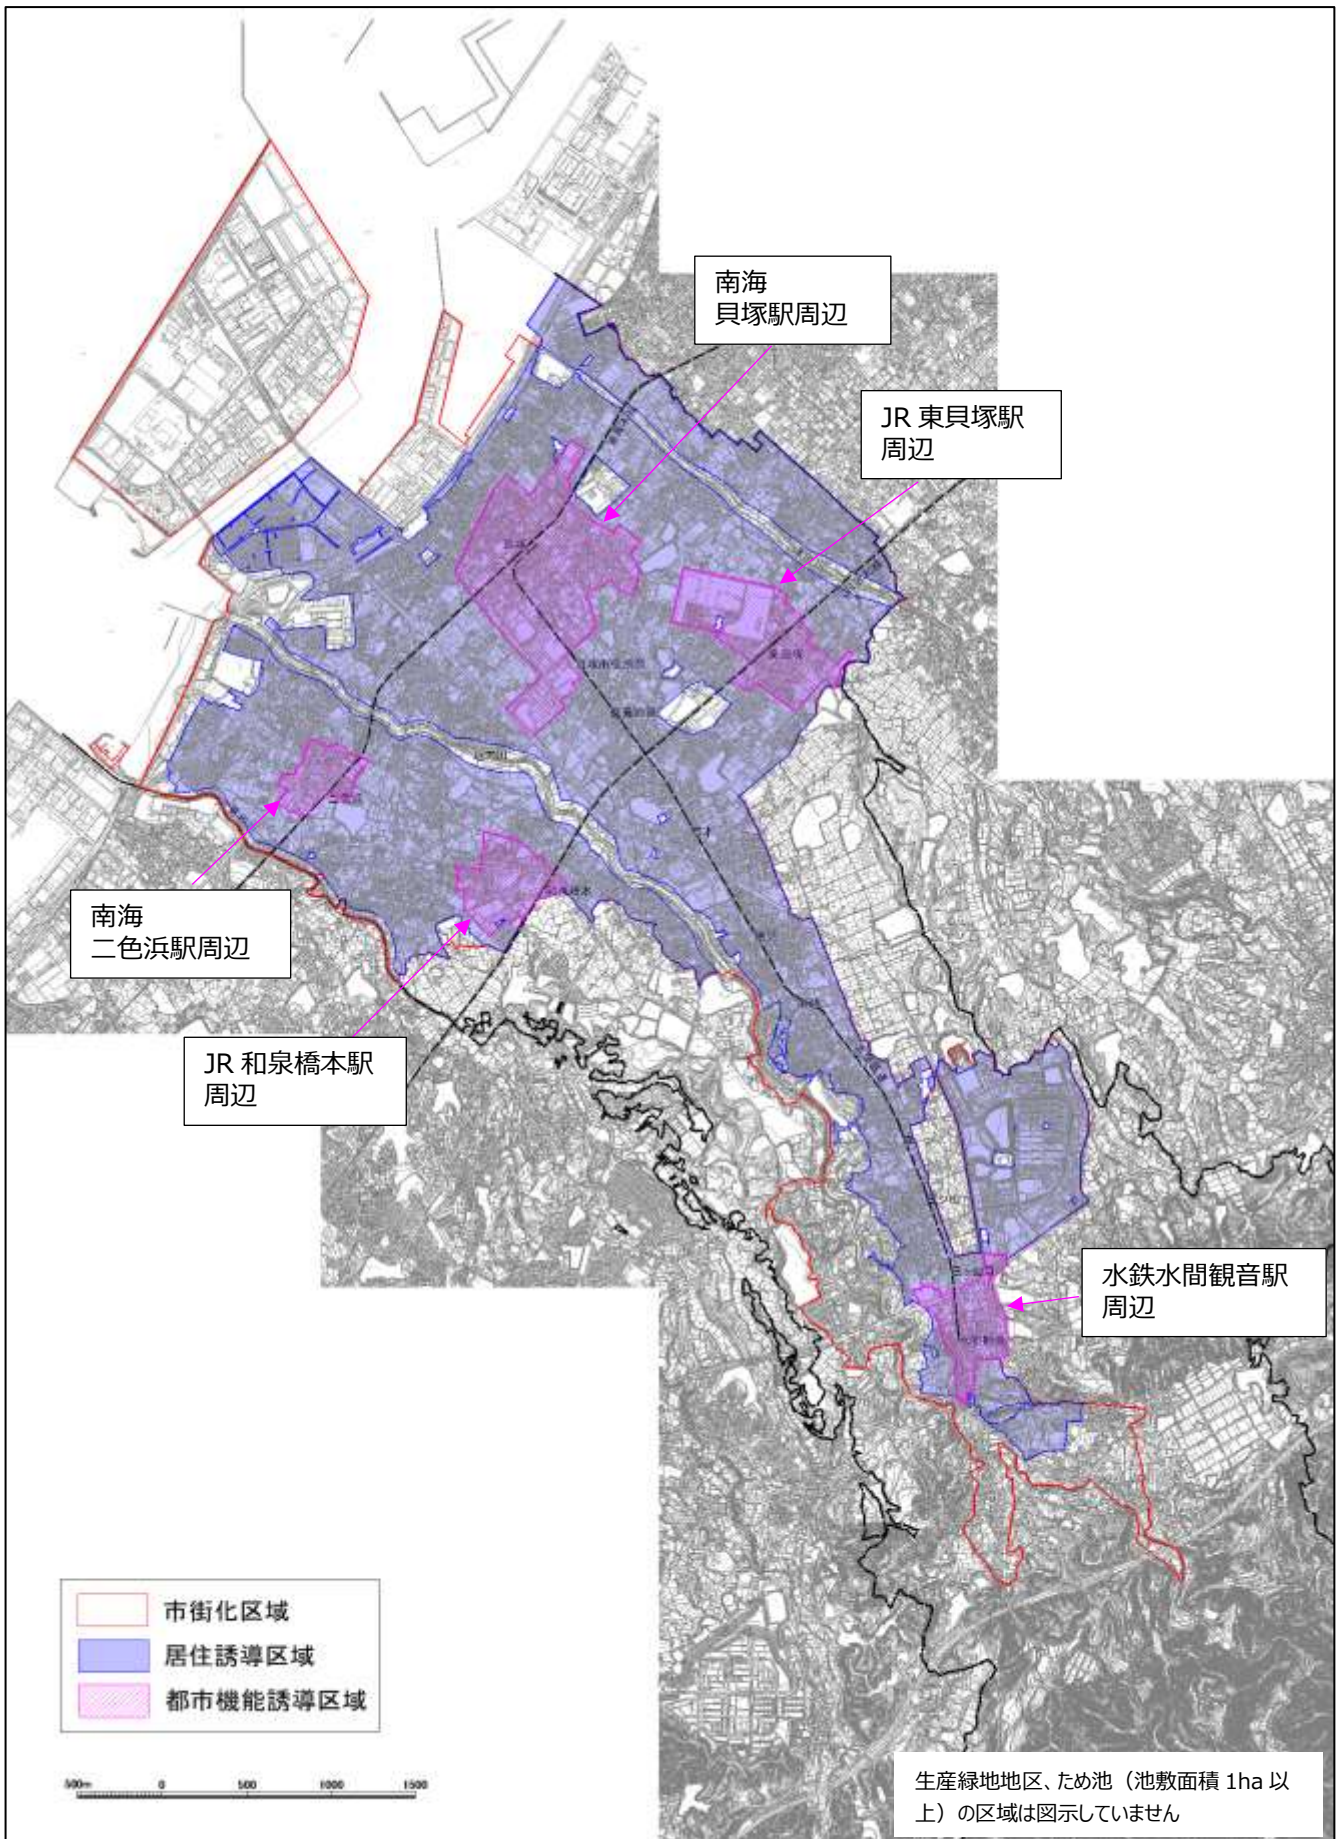 南海
貝塚駅周辺
JR 東貝塚駅
周辺
南海
二色浜駅周辺
JR 和泉橋本駅
周辺
水鉄水間観音駅
周辺
市街化区域
居住誘導区域
都市機能誘導区域
500m 0 500 1000 1500
生産緑地地区、ため池（池敷面積 1ha 以
上）の区域は図示していません